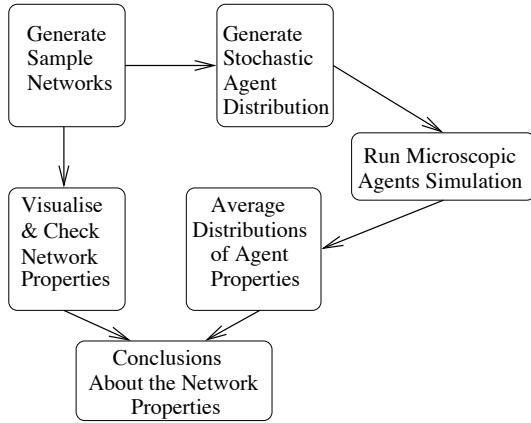 Generate
Sample
Networks
Generate
Stochastic
Agent
Distribution
Run Microscopic
Agents Simulation
Visualise
& Check
Network
Properties
Average
Distributions
of Agent
Properties
Conclusions
About the Network
Properties